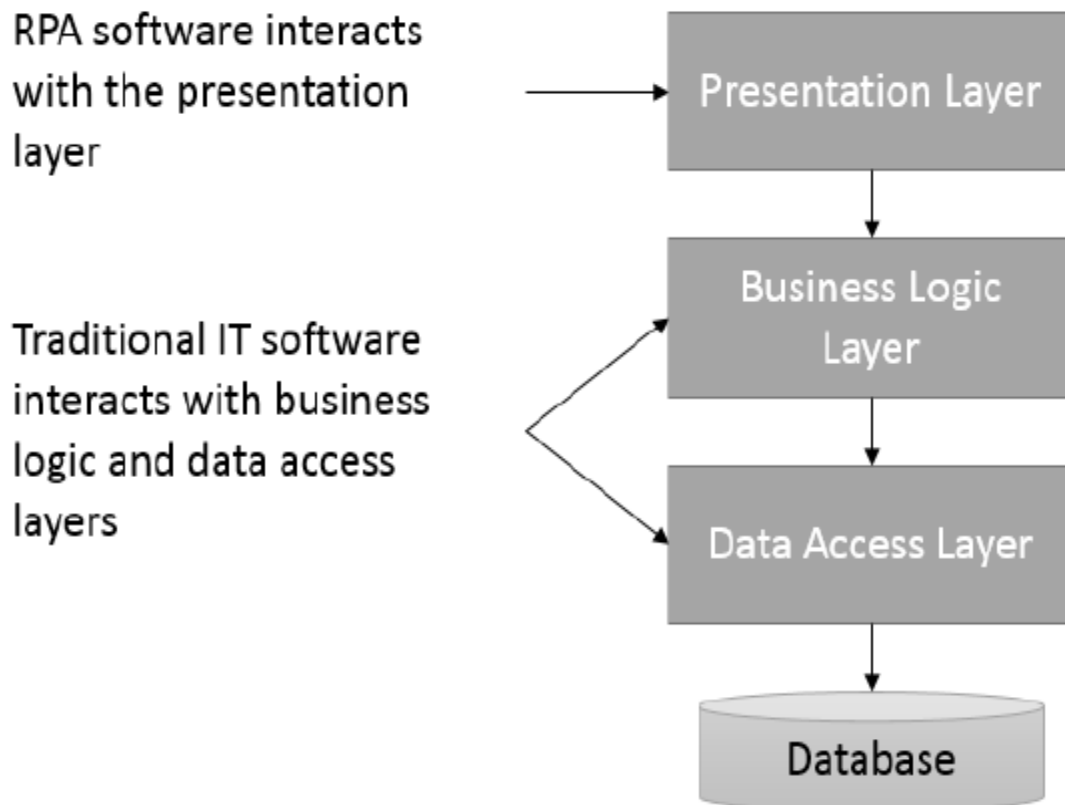 RPA software interacts
with the presentation
layer
Presentation Layer
Business Logic
Layer
Traditional IT software
interacts with business
logic and data access
layers
Data Access Layer
Database